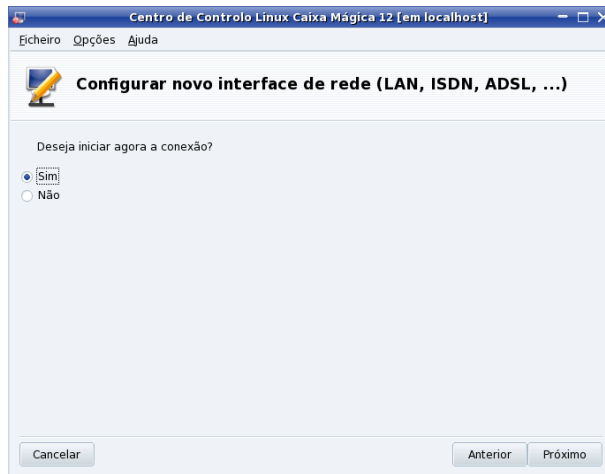 Centro de Controlo Linux Caixa Mágica 12 [em localhost]
Ficheiro Opções Ajuda
Configurar novo interface de rede (LAN, ISDN, ADSL, ...)
Deseja iniciar agora a conexão?
Sim
Não
Cancelar Anterior Próximo